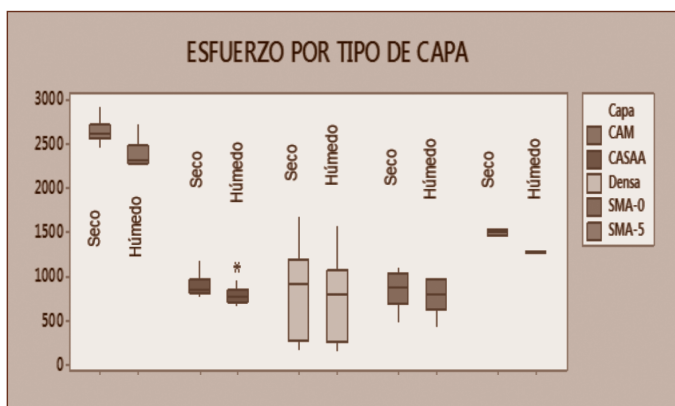 ESFUERZO POR TIPO DE CAPA
3000
2500
2000
1500
1000
500
0
Seco
Húmedo
Seco
Húmedo
Seco
Húmedo
Seco
Húmedo
Seco
Húmedo
Capa
CAM
CASAA
Densa
SMA-0
SMA-5